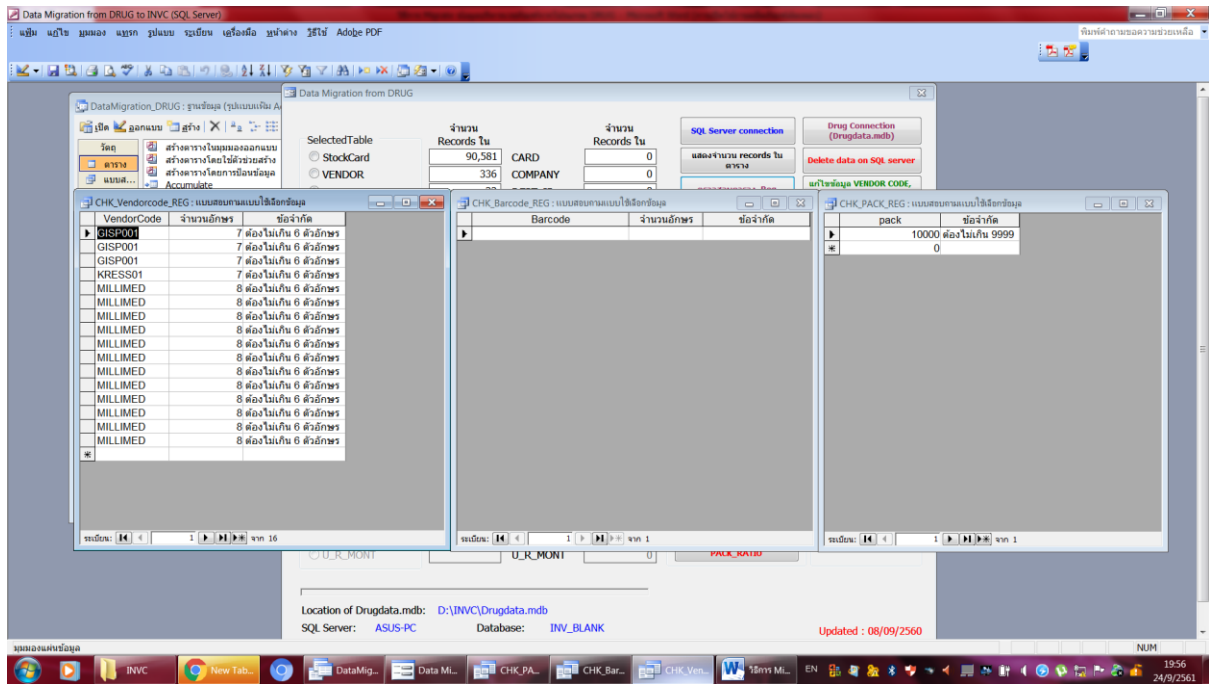 Data Migration from DRUG to INVC (SQL Server)
แฟ้ม แก้ไข มุมมอง แทรก รูปแบบ ระเบียน เครื่องมือ หน้าต่าง วิธีใช้ Adobe PDF
พิมพ์คำถามขอความช่วยเหลือ
DataMigration_DRUG : ฐานข้อมูล (รูปแบบแฟ้ม Ac
เปิด ออกแบบ สร้าง
วัตถุ
ตาราง
แบบส...
สร้างตารางในมุมมองออกแบบ
สร้างตารางโดยใช้ตัวช่วยสร้าง
สร้างตารางโดยการป้อนข้อมูล
Accumulate
Data Migration from DRUG
จำนวน Records ใน
จำนวน Records ใน
SelectedTable
StockCard 90,581 CARD 0
VENDOR 336 COMPANY 0
SQL Server connection
Drug Connection (Drugdata.mdb)
แสดงจำนวน records ใน ตาราง
Delete data on SQL server
แก้ไขข้อมูล VENDOR CODE,
CHK_Vendorcode_REG : แบบสอบถามแบบใช้เลือกข้อมูล
VendorCode จำนวนอักษร ข้อจำกัด
GISP001 7 ต้องไม่เกิน 6 ตัวอักษร
GISP001 7 ต้องไม่เกิน 6 ตัวอักษร
GISP001 7 ต้องไม่เกิน 6 ตัวอักษร
KRESS01 7 ต้องไม่เกิน 6 ตัวอักษร
MILLIMED 8 ต้องไม่เกิน 6 ตัวอักษร
MILLIMED 8 ต้องไม่เกิน 6 ตัวอักษร
MILLIMED 8 ต้องไม่เกิน 6 ตัวอักษร
MILLIMED 8 ต้องไม่เกิน 6 ตัวอักษร
MILLIMED 8 ต้องไม่เกิน 6 ตัวอักษร
MILLIMED 8 ต้องไม่เกิน 6 ตัวอักษร
MILLIMED 8 ต้องไม่เกิน 6 ตัวอักษร
MILLIMED 8 ต้องไม่เกิน 6 ตัวอักษร
MILLIMED 8 ต้องไม่เกิน 6 ตัวอักษร
MILLIMED 8 ต้องไม่เกิน 6 ตัวอักษร
MILLIMED 8 ต้องไม่เกิน 6 ตัวอักษร
MILLIMED 8 ต้องไม่เกิน 6 ตัวอักษร
ระเบียน: 1 จาก 16
CHK_Barcode_REG : แบบสอบถามแบบใช้เลือกข้อมูล
Barcode จำนวนอักษร ข้อจำกัด
ระเบียน: 1 จาก 1
CHK_PACK_REG : แบบสอบถามแบบใช้เลือกข้อมูล
pack ข้อจำกัด
10000 ต้องไม่เกิน 9999
0
ระเบียน: 1 จาก 1
U_R_MONT U_R_MONT 0 PACK_RATIO
Location of Drugdata.mdb: D:\INVC\Drugdata.mdb
SQL Server: ASUS-PC Database: INV_BLANK
Updated : 08/09/2560
มุมมองแผ่นข้อมูล
NUM
INVC New Tab... DataMig... Data Mi... CHK_PA... CHK_Bar... CHK_Ven... วิธีการ Mi... EN
19:56
24/9/2561